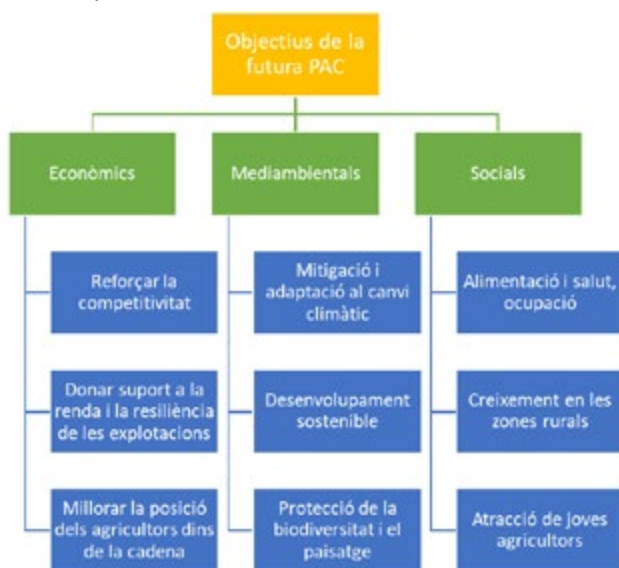 Objectius de la
futura PAC
Econòmics
Mediambientals
Socials
Reforçar la
competitivitat
Mitigació i
adaptació al canvi
climàtic
Alimentació i salut,
ocupació
Donar suport a la
renda i la resiliència
de les explotacions
Desenvolupament
sostenible
Creixement en les
zones rurals
Millorar la posició
dels agricultors dins
de la cadena
Protecció de la
biodiversitat i el
paisatge
Atracció de joves
agricultors